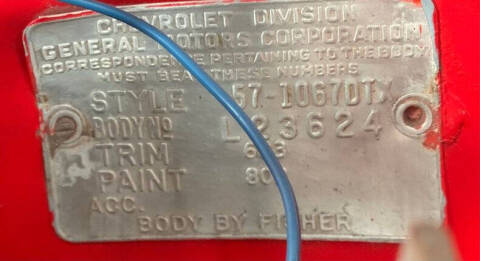 CHEVROLET DIVISION
GENERAL MOTORS CORPORATION
CORRESPONDENCE PERTAINING TO THE BODY
MUST BEAR THESE NUMBERS
STYLE 57-1067DTX
BODY NO L23624
TRIM
PAINT
ACC.
BODY BY FISHER